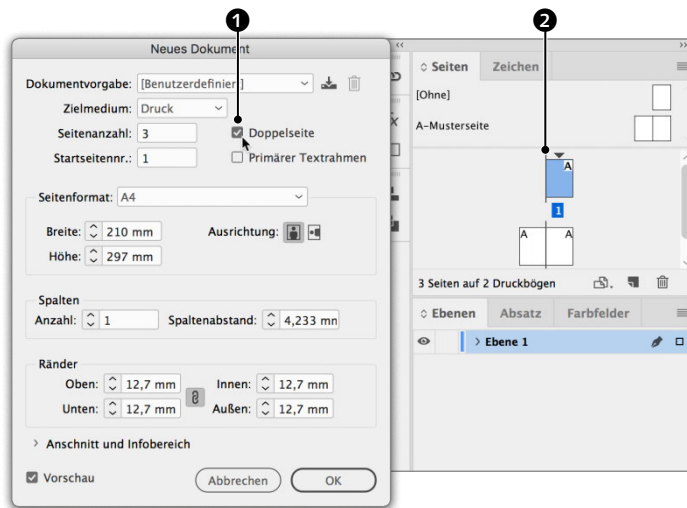 1
2
Neues Dokument
Dokumentvorgabe: [Benutzerdefiniert]
Zielmedium: Druck
Seitenanzahl: 3 Doppelseite
Startseitennr.: 1 Primärer Textrahmen
Seitenformat: A4
Breite: 210 mm Ausrichtung:
Höhe: 297 mm
Spalten
Anzahl: 1 Spaltenabstand: 4,233 mm
Ränder
Oben: 12,7 mm Innen: 12,7 mm
Unten: 12,7 mm Außen: 12,7 mm
> Anschnitt und Infobereich
Vorschau Abbrechen OK
Seiten Zeichen
[Ohne]
A-Musterseite
A
1
A A
3 Seiten auf 2 Druckbögen
Ebenen Absatz Farbfelder
> Ebene 1